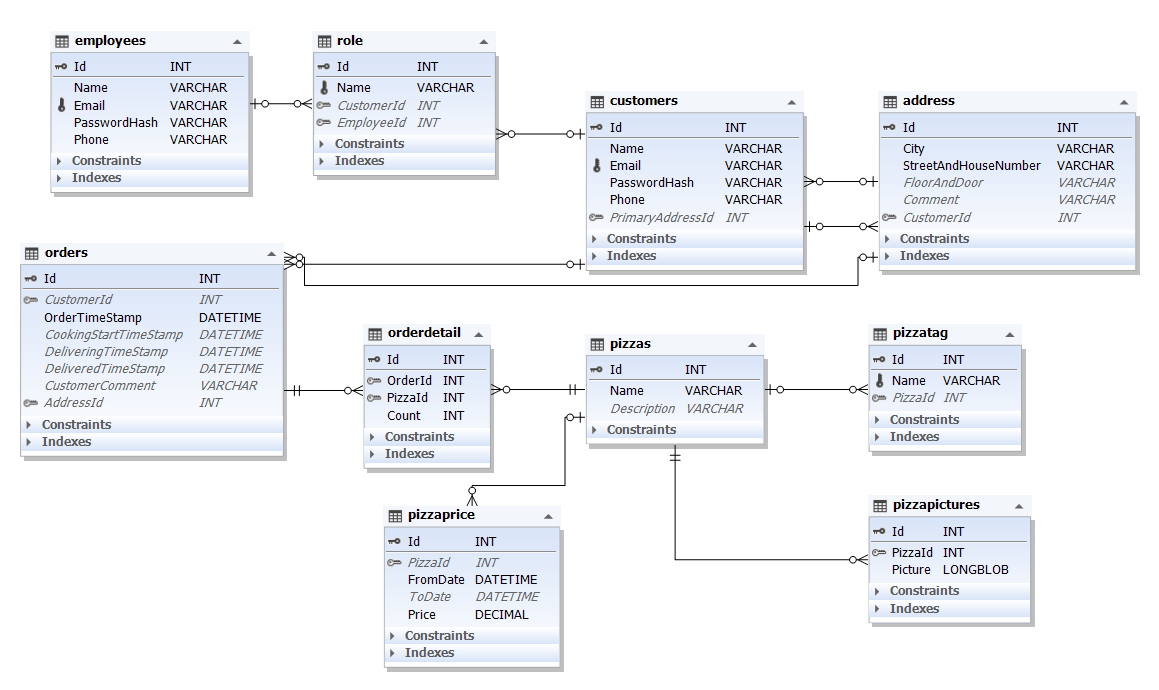 employees
Id INT
Name VARCHAR
Email VARCHAR
PasswordHash VARCHAR
Phone VARCHAR
Constraints
Indexes
role
Id INT
Name VARCHAR
CustomerId INT
EmployeeId INT
Constraints
Indexes
customers
Id INT
Name VARCHAR
Email VARCHAR
PasswordHash VARCHAR
Phone VARCHAR
PrimaryAddressId INT
Constraints
Indexes
address
Id INT
City VARCHAR
StreetAndHouseNumber VARCHAR
FloorAndDoor VARCHAR
Comment VARCHAR
CustomerId INT
Constraints
Indexes
orders
Id INT
CustomerId INT
OrderTimeStamp DATETIME
CookingStartTimeStamp DATETIME
DeliveringTimeStamp DATETIME
DeliveredTimeStamp DATETIME
CustomerComment VARCHAR
AddressId INT
Constraints
Indexes
orderdetail
Id INT
OrderId INT
PizzaId INT
Count INT
Constraints
Indexes
pizzas
Id INT
Name VARCHAR
Description VARCHAR
Constraints
pizzatag
Id INT
Name VARCHAR
PizzaId INT
Constraints
Indexes
pizzaprice
Id INT
PizzaId INT
FromDate DATETIME
ToDate DATETIME
Price DECIMAL
Constraints
Indexes
pizzapictures
Id INT
PizzaId INT
Picture LONGBLOB
Constraints
Indexes